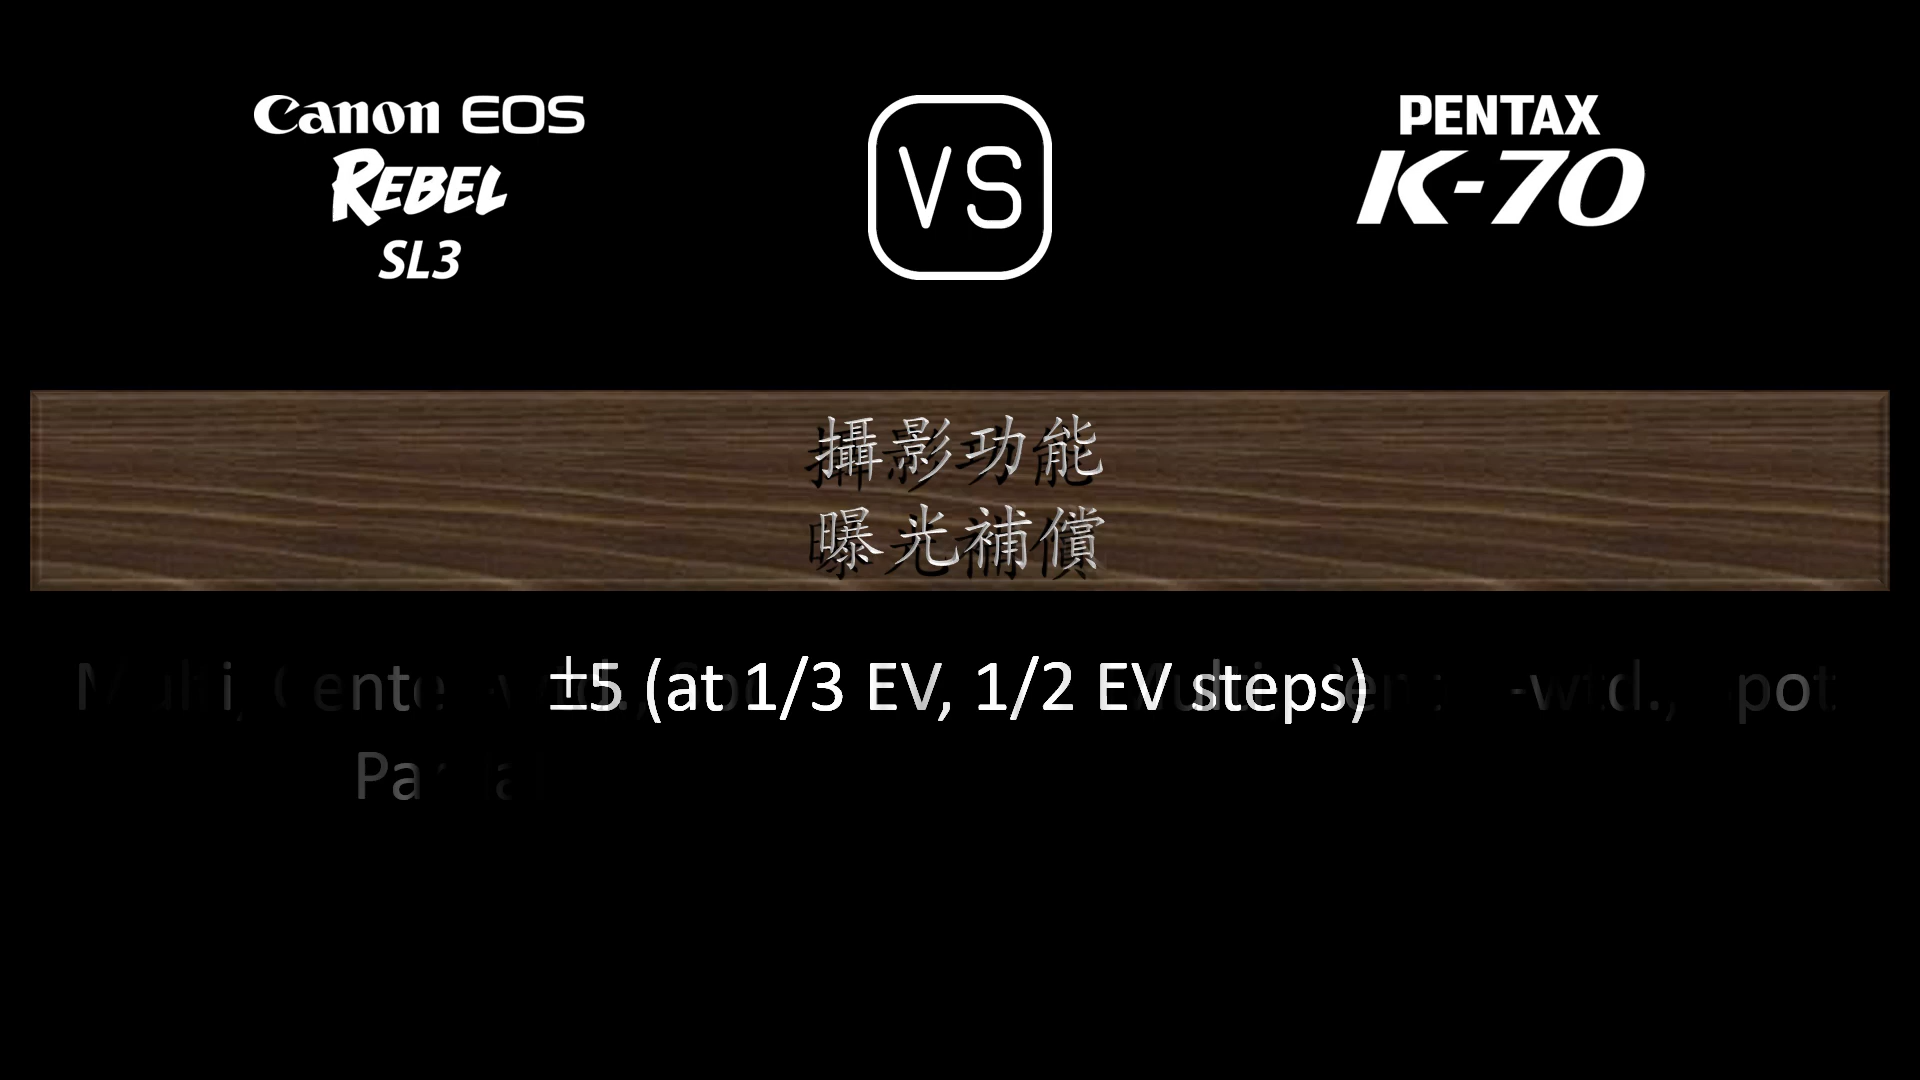 Canon EOS
REBEL
SL3
VS
PENTAX
K-70
攝影功能
曝光補償
±5 (at 1/3 EV, 1/2 EV steps)